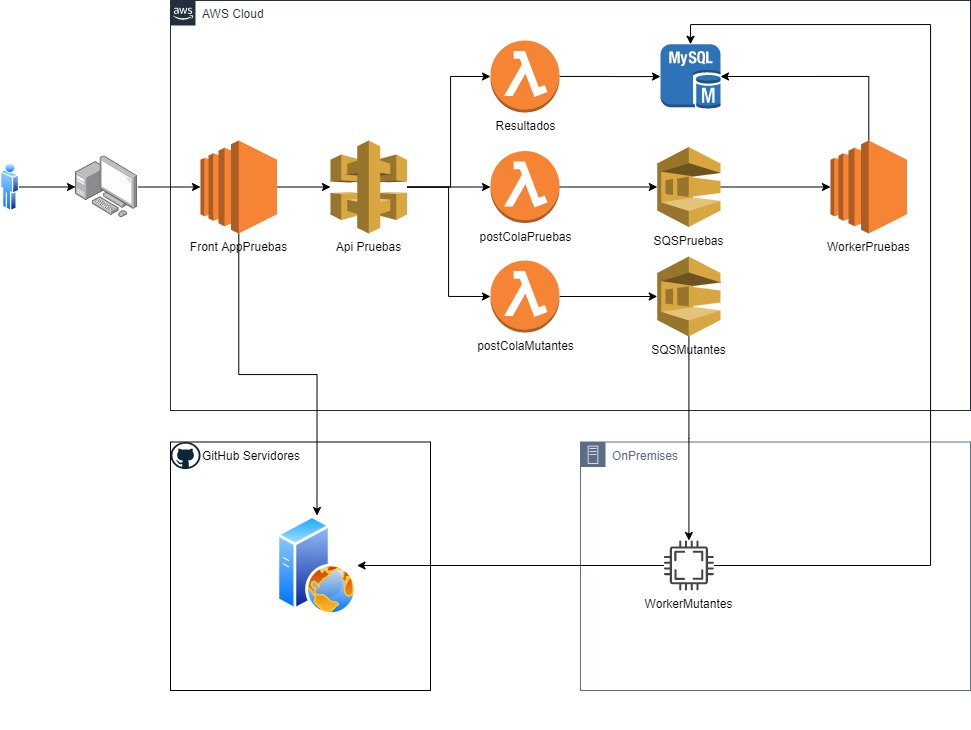 aws
AWS Cloud
MySQL
M
Resultados
Front AppPruebas
Api Pruebas
postColaPruebas
SQSPruebas
WorkerPruebas
postColaMutantes
SQSMutantes
GitHub Servidores
OnPremises
WorkerMutantes